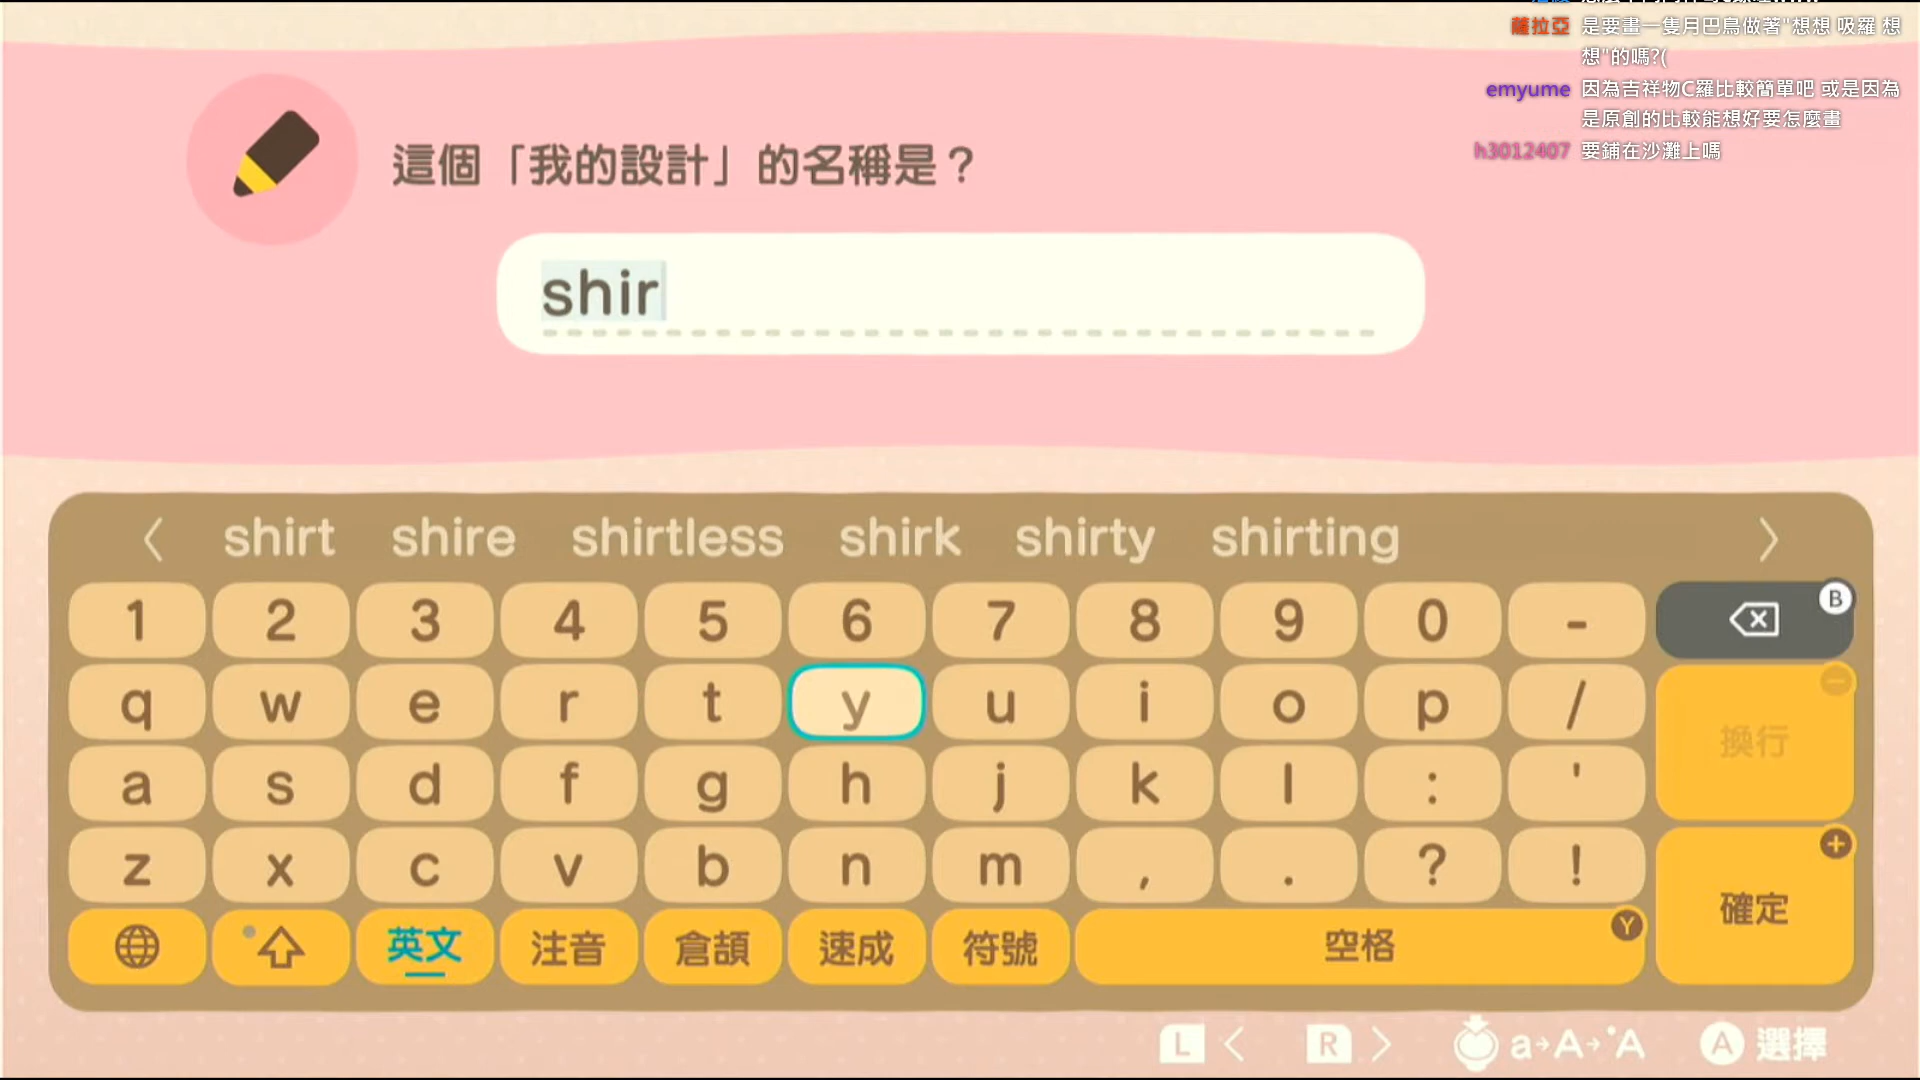 薩拉亞 是要畫一隻月巴鳥做著"想想 吸羅 想
想"的嗎?(
emyume 因為吉祥物C羅比較簡單吧 或是因為
是原創的比較能想好要怎麼畫
h3012407 要鋪在沙灘上嗎
這個「我的設計」的名稱是？
shir
shirt shire shirtless shirk shirty shirting
1 2 3 4 5 6 7 8 9 0 - B
q w e r t y u i o p / 換行
a s d f g h j k l : '
z x c v b n m , . ? ! 確定
英文 注音 倉頡 速成 符號 空格 Y
L R a→A→A A 選擇